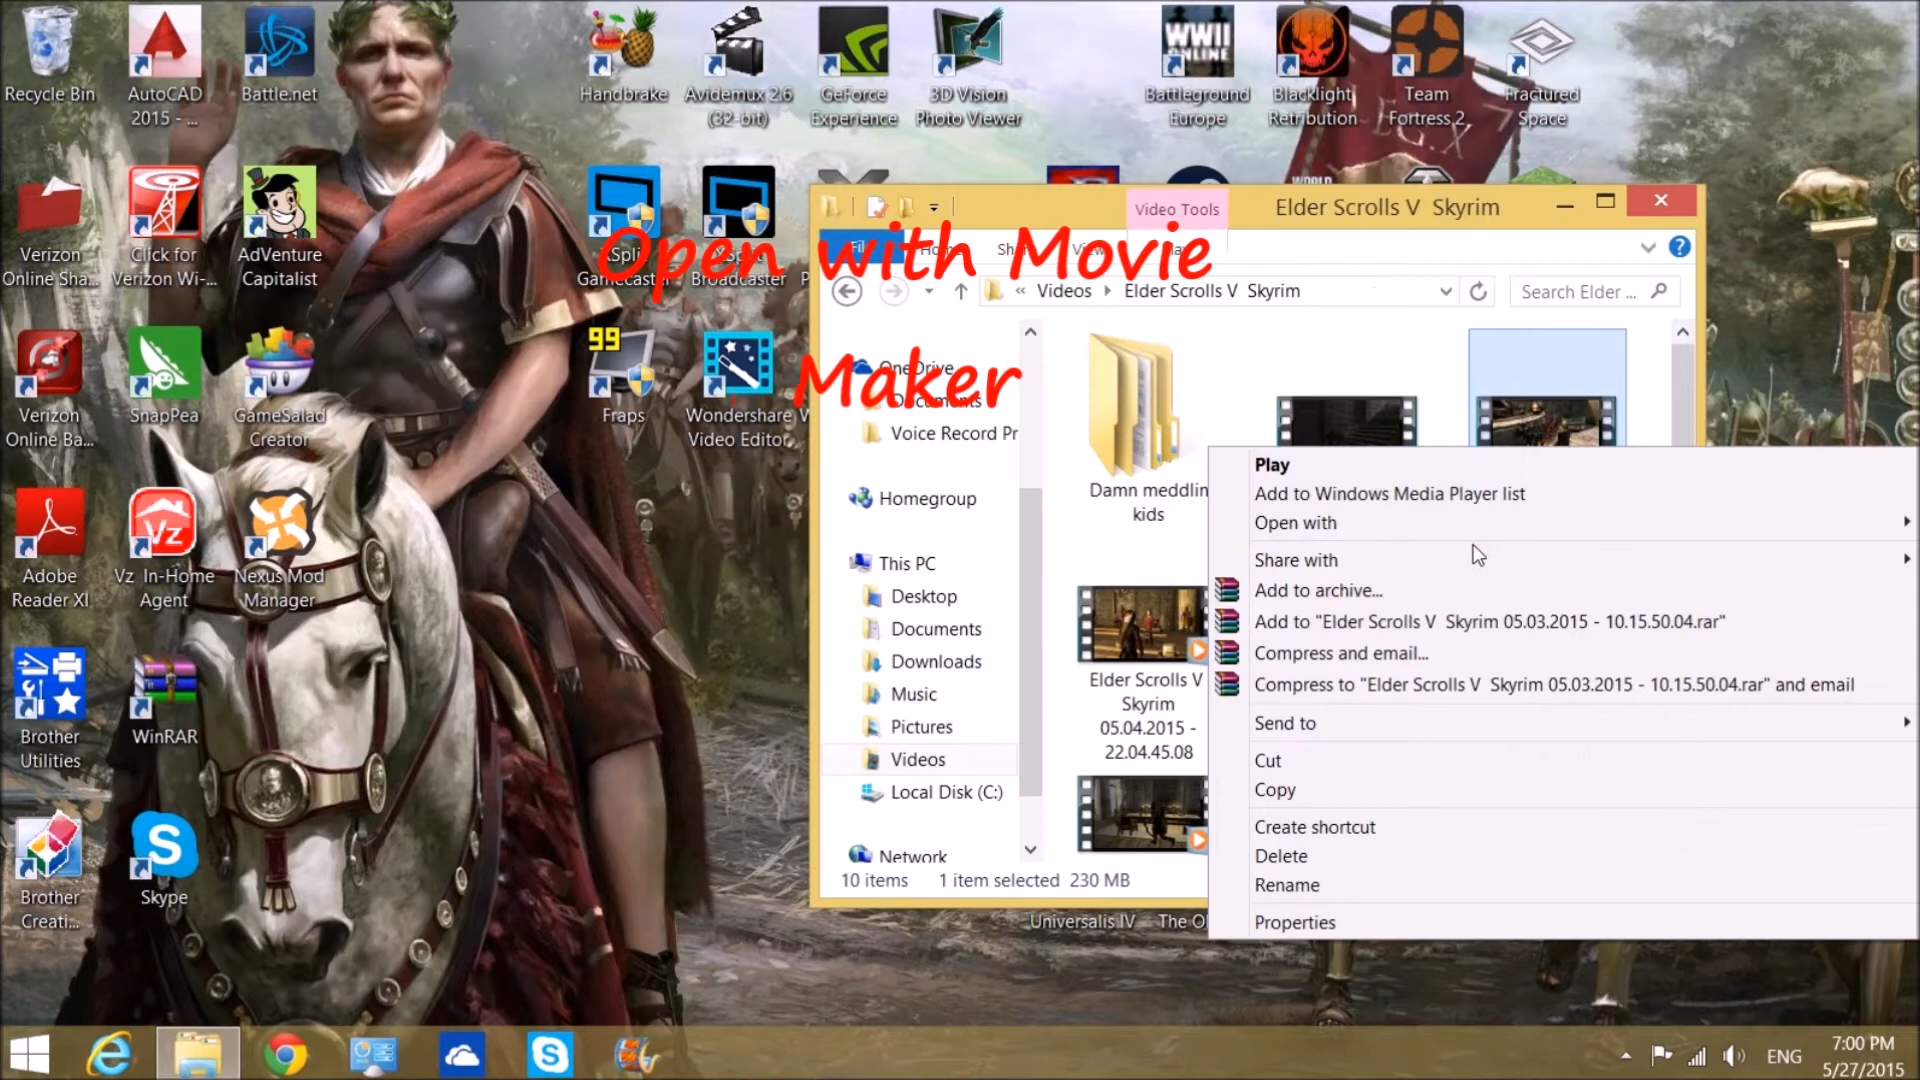 Recycle Bin
AutoCAD
2015 - ...
Battle.net
Handbrake
Avidemux 2.6
(32-bit)
GeForce
Experience
3D Vision
Photo Viewer
WWII
ONLINE
Battleground
Europe
Blacklight
Retribution
Team
Fortress 2
Fractured
Space
Verizon
Online Sha...
Click for
Verizon Wi-...
AdVenture
Capitalist
Gamecaster
Broadcaster
Open with Movie
Maker
Verizon
Online Ba...
SnapPea
GameSalad
Creator
99
Fraps
Wondershare
Video Editor
Adobe
Reader XI
Vz
Vz In-Home
Agent
Nexus Mod
Manager
Brother
Utilities
WinRAR
Brother
Creati...
Skype
Video Tools
Elder Scrolls V Skyrim
« Videos Elder Scrolls V Skyrim
Search Elder ...
OneDrive
Documents
Voice Record Pr
Homegroup
This PC
Desktop
Documents
Downloads
Music
Pictures
Videos
Local Disk (C:)
Network
Damn meddlin
kids
Elder Scrolls V
Skyrim
05.04.2015 -
22.04.45.08
10 items 1 item selected 230 MB
Universalis IV
Play
Add to Windows Media Player list
Open with
Share with
Add to archive...
Add to "Elder Scrolls V Skyrim 05.03.2015 - 10.15.50.04.rar"
Compress and email...
Compress to "Elder Scrolls V Skyrim 05.03.2015 - 10.15.50.04.rar" and email
Send to
Cut
Copy
Create shortcut
Delete
Rename
Properties
ENG
7:00 PM
5/27/2015